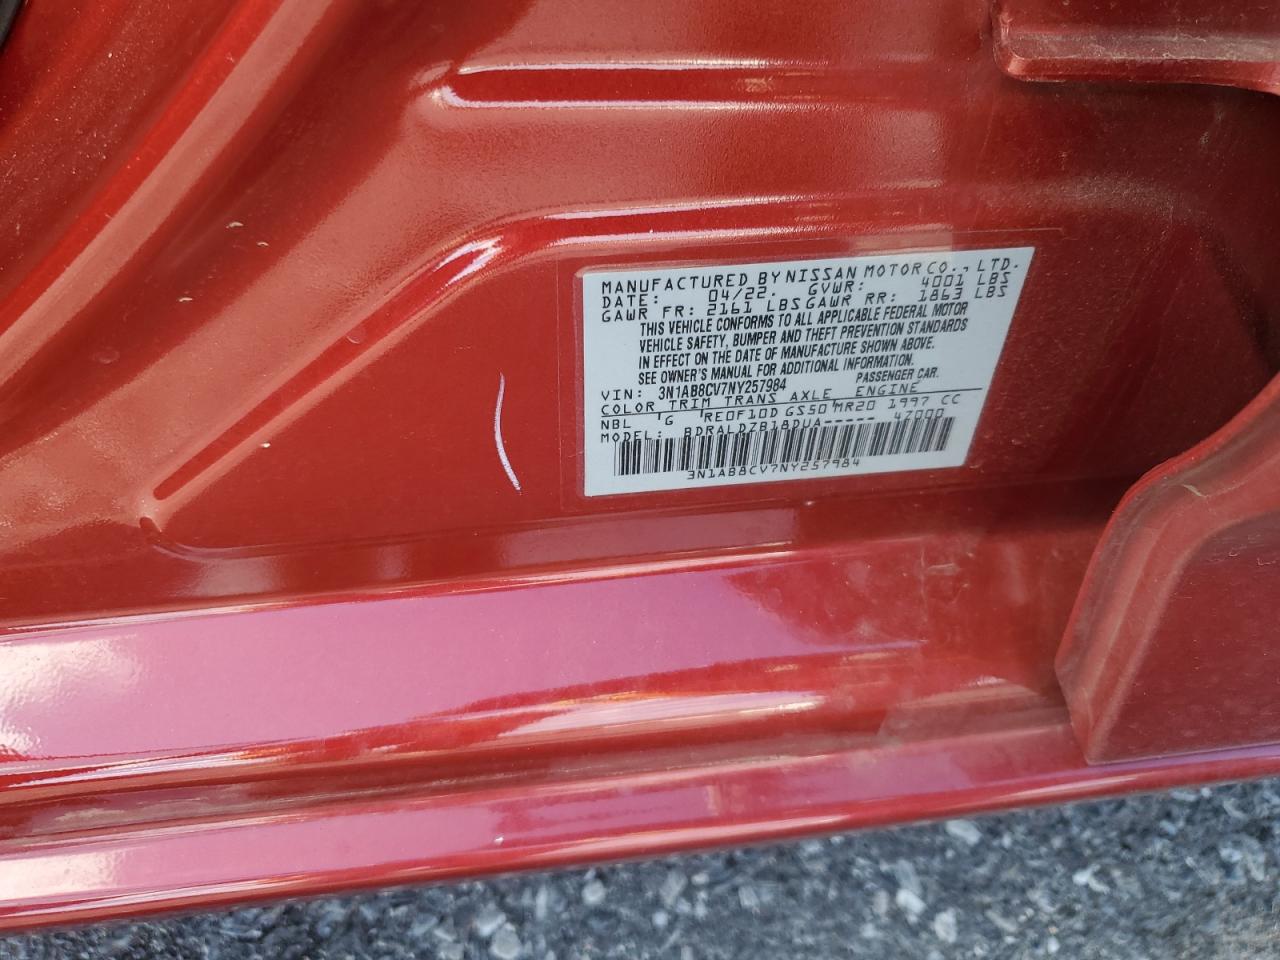 MANUFACTURED BY NISSAN MOTOR CO., LTD.
DATE: 04/22, GVWR: 4001 LBS
GAWR FR: 2161 LBS GAWR RR: 1863 LBS
THIS VEHICLE CONFORMS TO ALL APPLICABLE FEDERAL MOTOR
VEHICLE SAFETY, BUMPER AND THEFT PREVENTION STANDARDS
IN EFFECT ON THE DATE OF MANUFACTURE SHOWN ABOVE.
SEE OWNER'S MANUAL FOR ADDITIONAL INFORMATION.
VIN: 3N1AB8CV7NY257984 PASSENGER CAR.
COLOR TRIM TRANS AXLE ENGINE
NBL 'G 'RE0F10D GS50'MR20 1997 CC
MODEL: BDRALDZB18DUA----- 47000
3N1AB8CV7NY257984